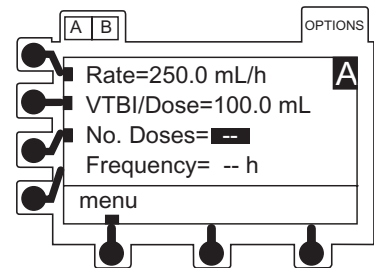 A B
OPTIONS
A
Rate=250.0 mL/h
VTBI/Dose=100.0 mL
No. Doses= --
Frequency= -- h
menu